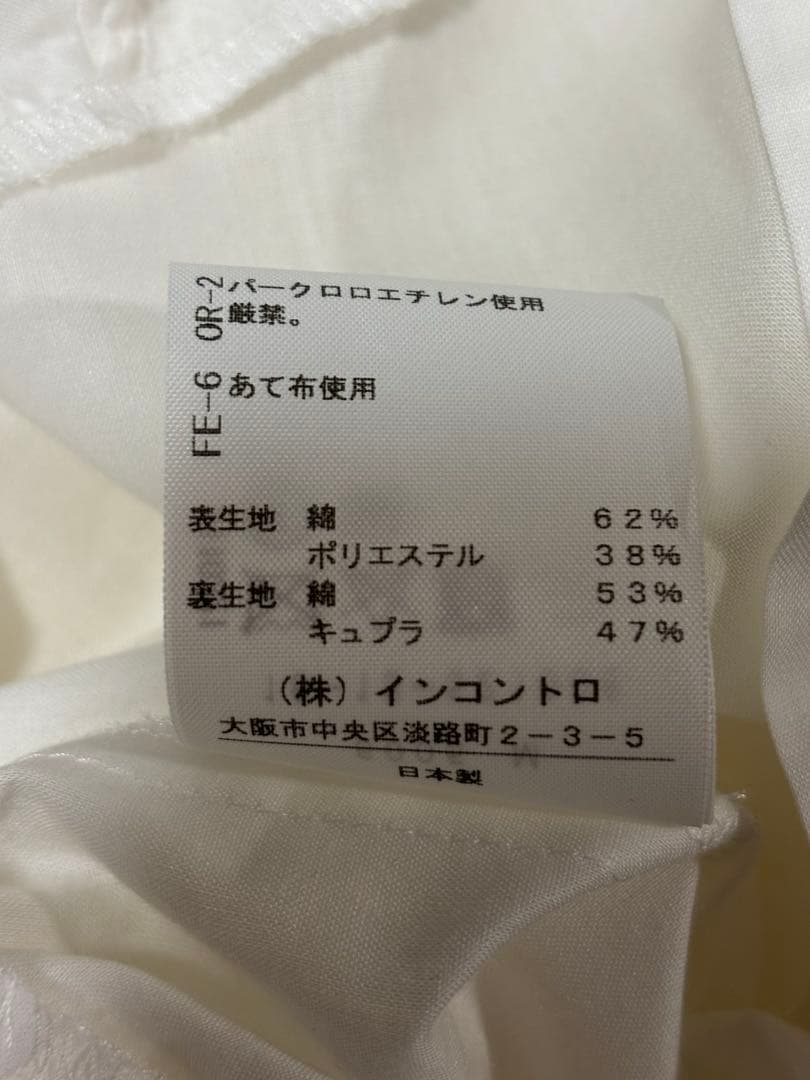 パークロロエチレン使用
厳禁。
あて布使用
OR-2
FE-6
表生地 綿 62%
ポリエステル 38%
裏生地 綿 53%
キュプラ 47%
(株)インコントロ
大阪市中央区淡路町2-3-5
日本製